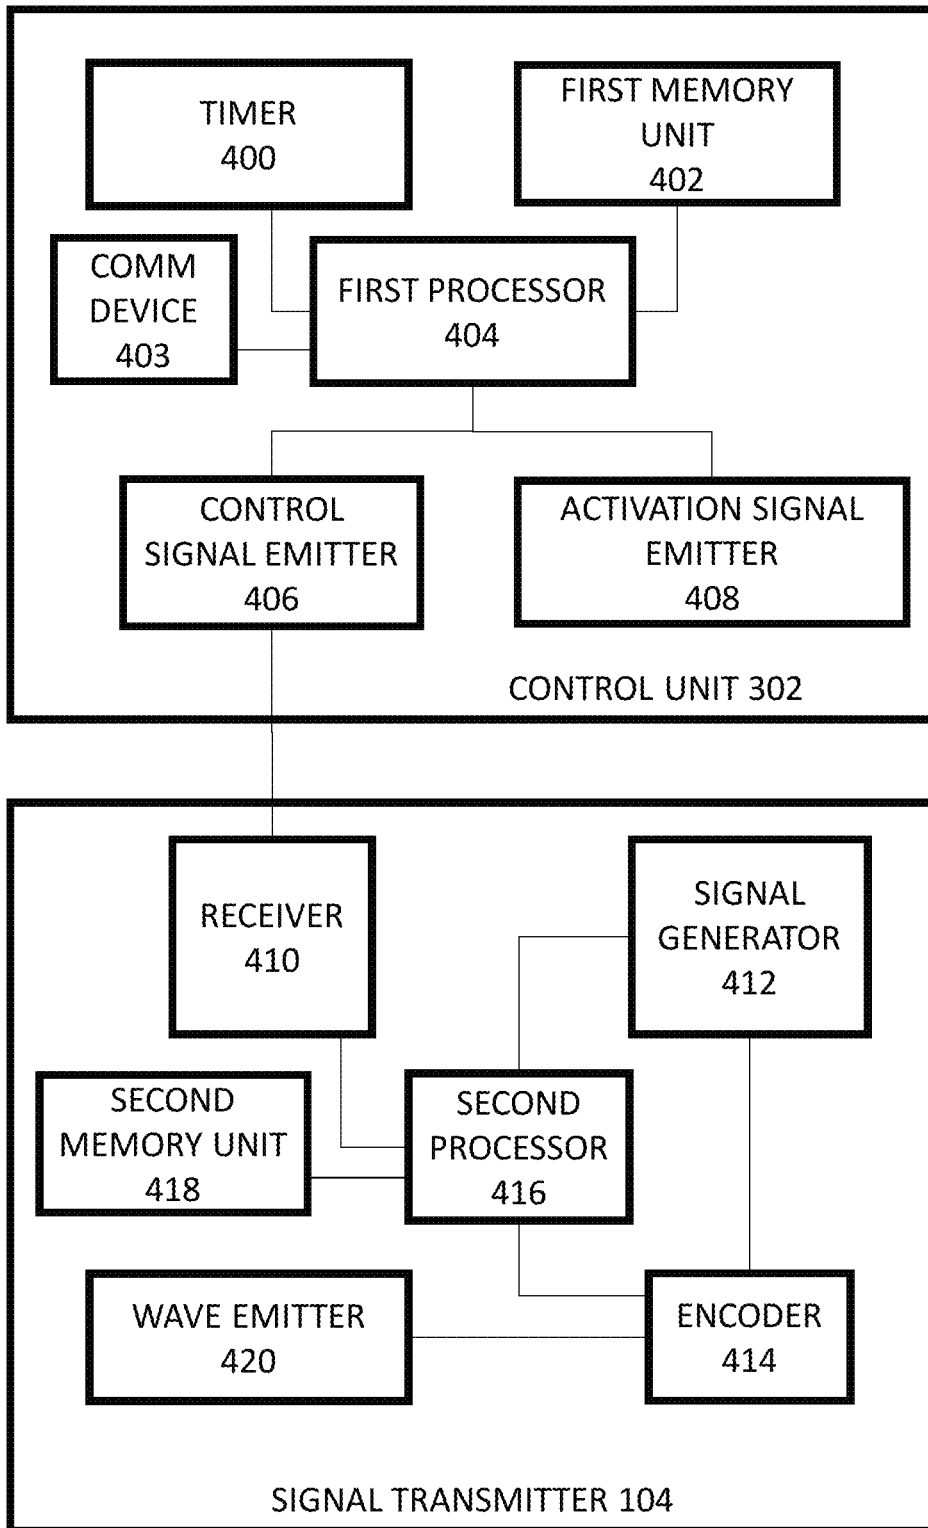 TIMER
400
FIRST MEMORY
UNIT
402
COMM
DEVICE
403
FIRST PROCESSOR
404
CONTROL
SIGNAL EMITTER
406
ACTIVATION SIGNAL
EMITTER
408
CONTROL UNIT 302
RECEIVER
410
SIGNAL
GENERATOR
412
SECOND
MEMORY UNIT
418
SECOND
PROCESSOR
416
WAVE EMITTER
420
ENCODER
414
SIGNAL TRANSMITTER 104